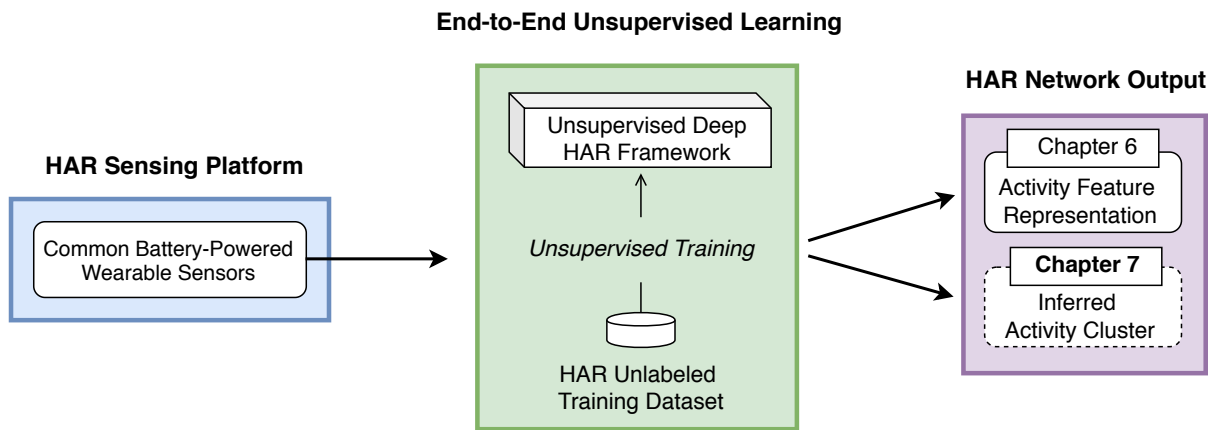 End-to-End Unsupervised Learning
HAR Sensing Platform
Common Battery-Powered
Wearable Sensors
Unsupervised Deep
HAR Framework
Unsupervised Training
HAR Unlabeled
Training Dataset
HAR Network Output
Chapter 6
Activity Feature
Representation
Chapter 7
Inferred
Activity Cluster